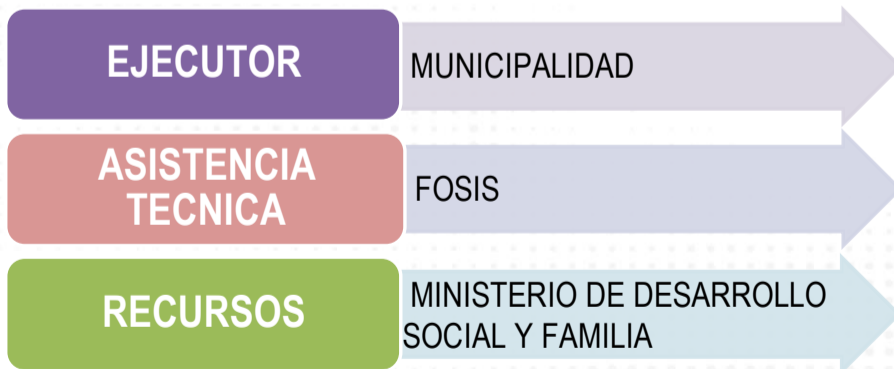 EJECUTOR
MUNICIPALIDAD
ASISTENCIA
TECNICA
FOSIS
RECURSOS
MINISTERIO DE DESARROLLO
SOCIAL Y FAMILIA